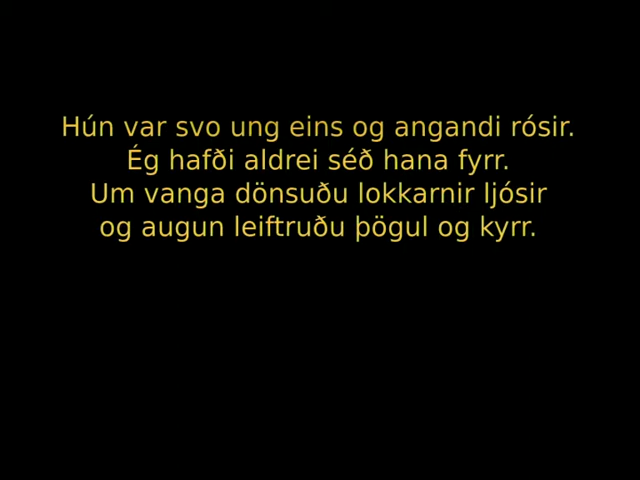 Hún var svo ung eins og angandi rósir.
Ég hafði aldrei séð hana fyrr.
Um vanga dönsuðu lokkarnir ljósir
og augun leiftruðu þögul og kyrr.